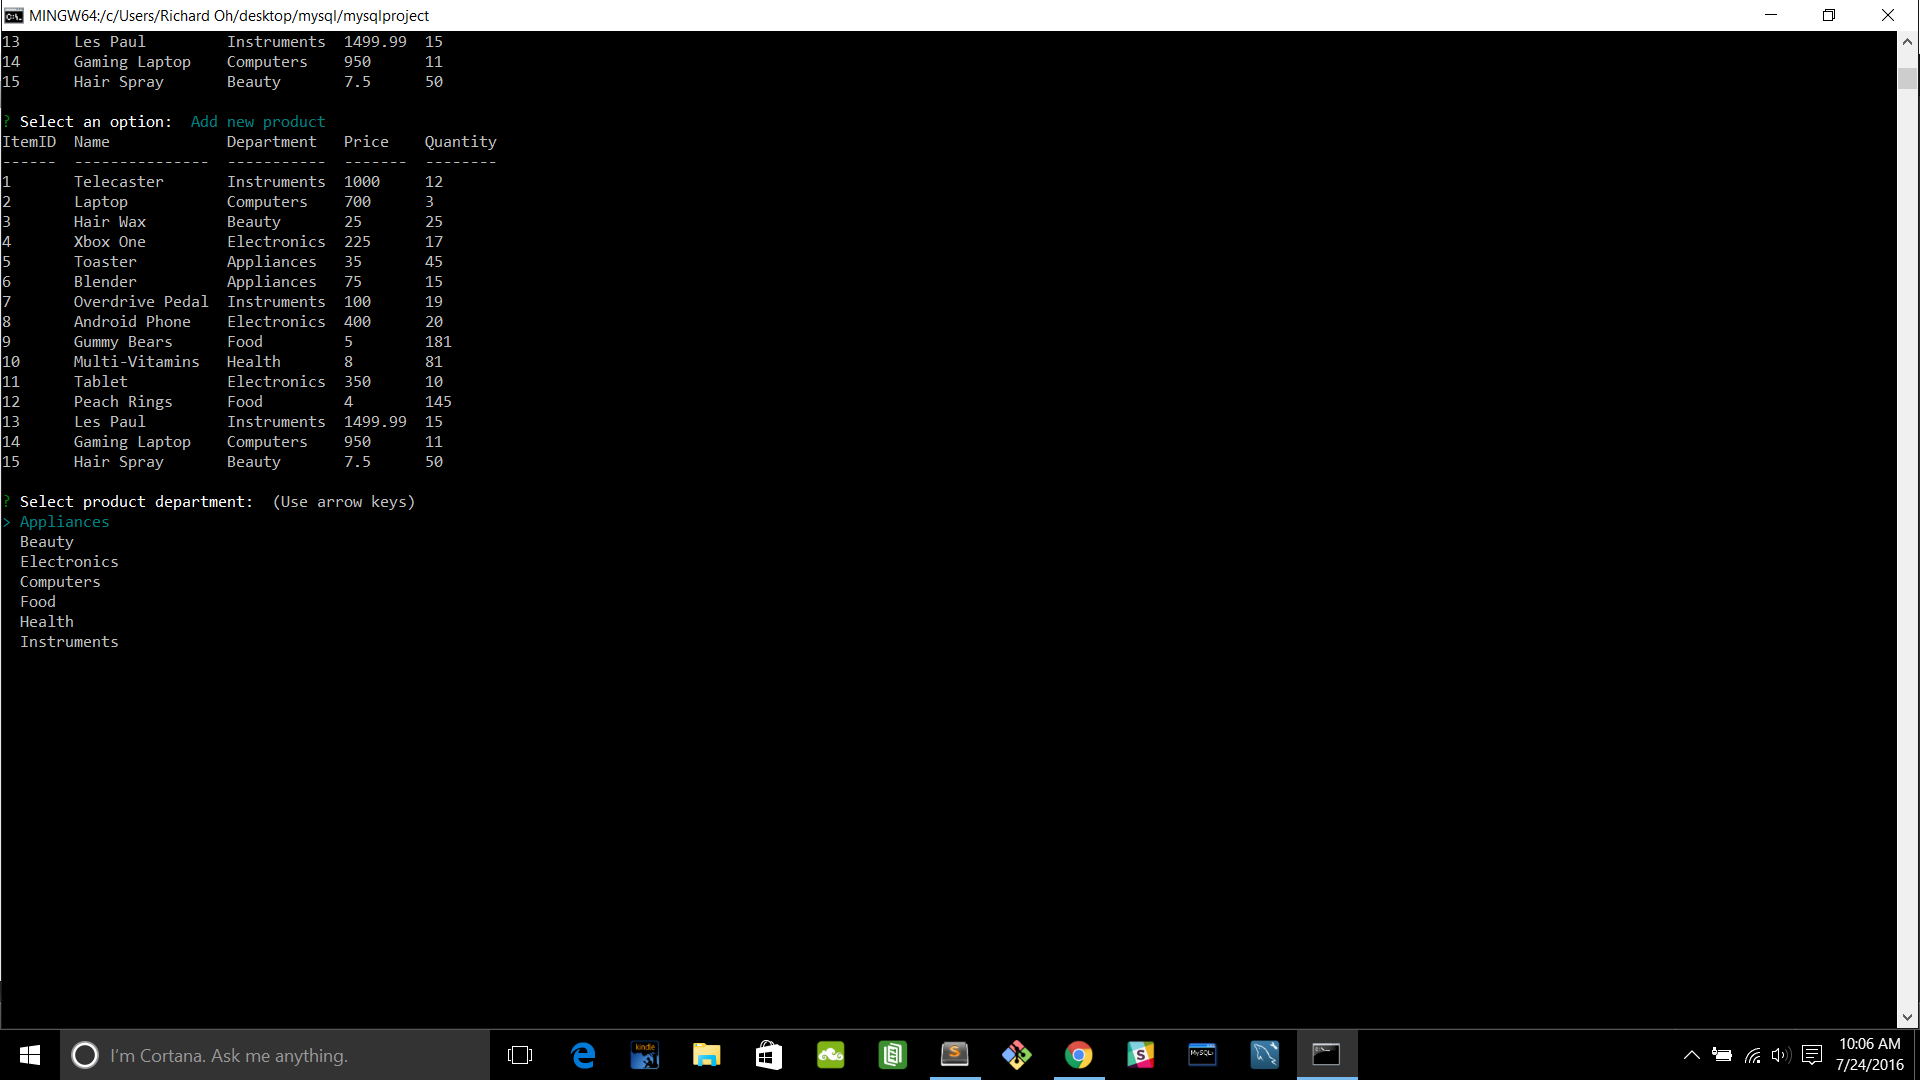 MINGW64:/c/Users/Richard Oh/desktop/mysql/mysqlproject
13      Les Paul         Instruments  1499.99  15
14      Gaming Laptop    Computers    950      11
15      Hair Spray       Beauty       7.5      50
? Select an option:  Add new product
ItemID  Name             Department   Price    Quantity
------  ---------------  -----------  -------  --------
1       Telecaster       Instruments  1000     12
2       Laptop           Computers    700      3
3       Hair Wax         Beauty       25       25
4       Xbox One         Electronics  225      17
5       Toaster          Appliances   35       45
6       Blender          Appliances   75       15
7       Overdrive Pedal  Instruments  100      19
8       Android Phone    Electronics  400      20
9       Gummy Bears      Food         5        181
10      Multi-Vitamins   Health       8        81
11      Tablet           Electronics  350      10
12      Peach Rings      Food         4        145
13      Les Paul         Instruments  1499.99  15
14      Gaming Laptop    Computers    950      11
15      Hair Spray       Beauty       7.5      50
? Select product department:  (Use arrow keys)
> Appliances
  Beauty
  Electronics
  Computers
  Food
  Health
  Instruments
I'm Cortana. Ask me anything.
kindle
MySQL>
10:06 AM
7/24/2016